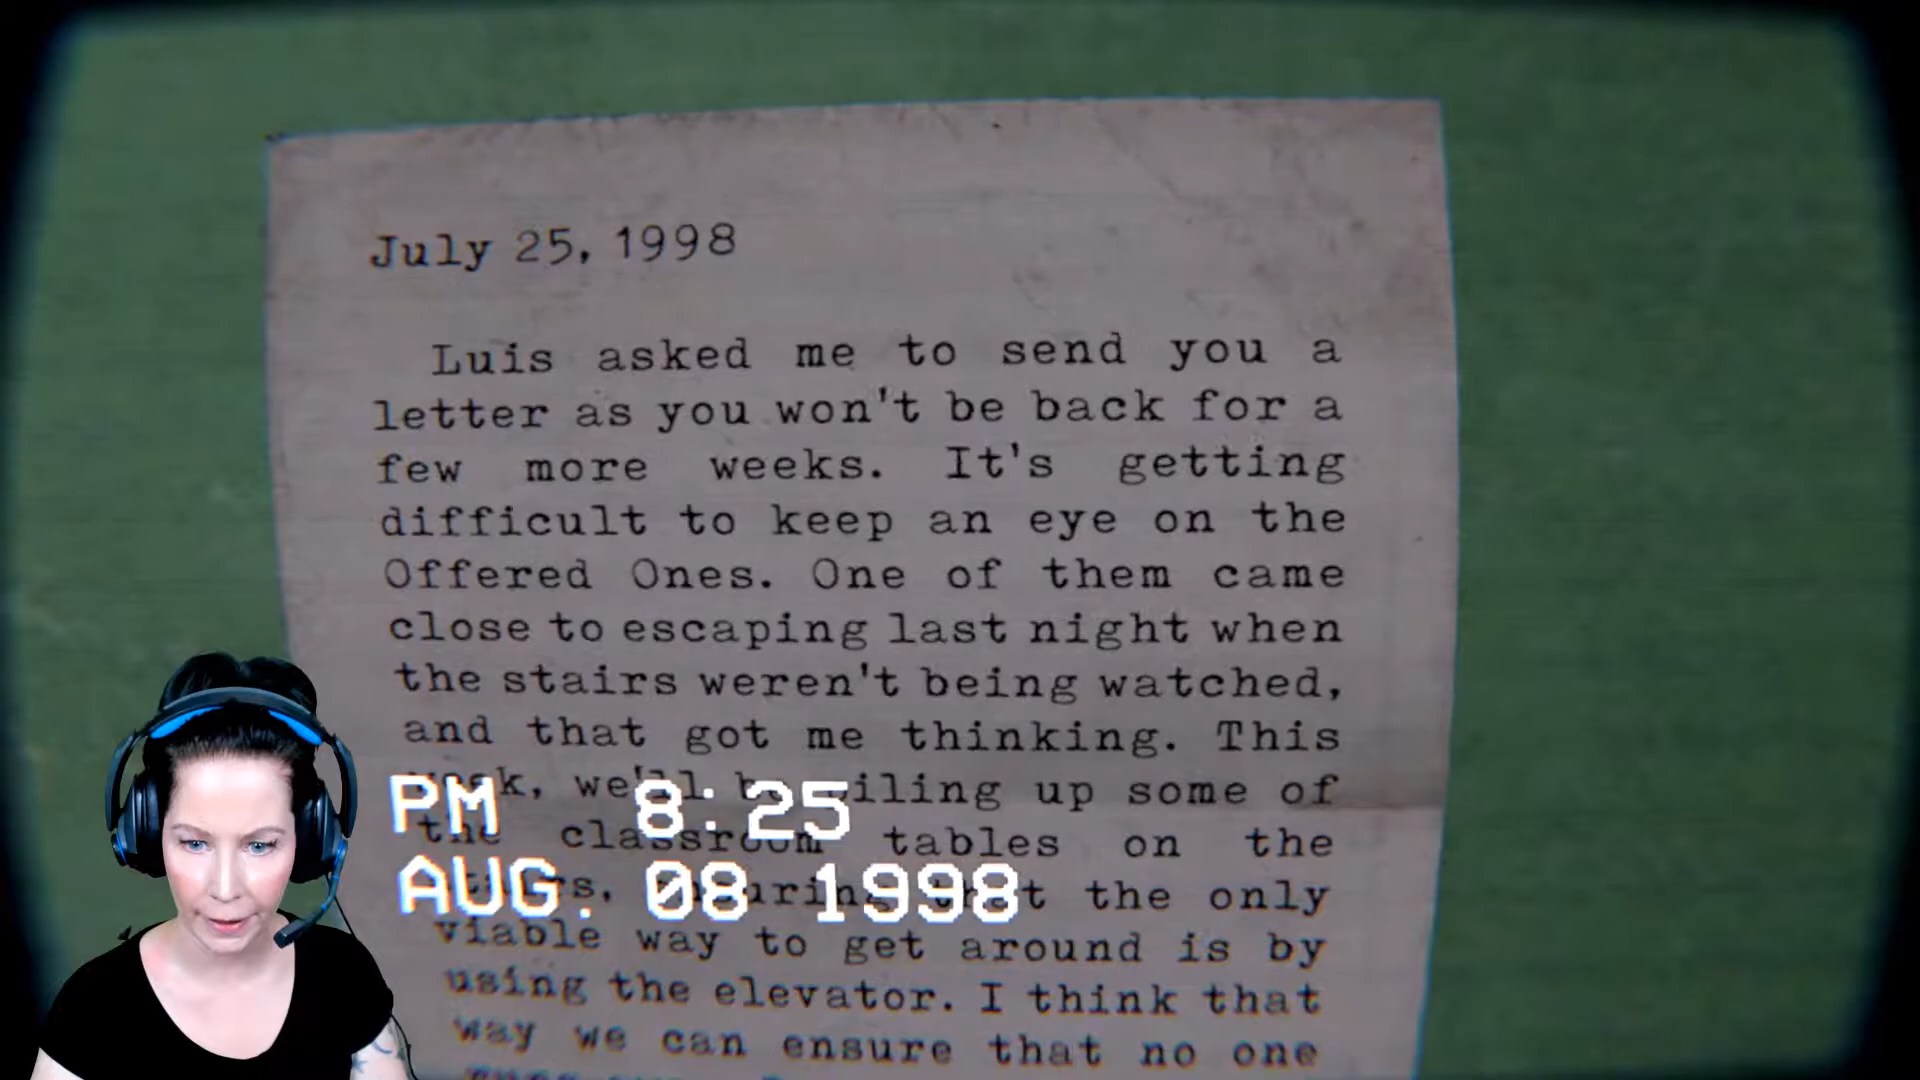 July 25, 1998
Luis asked me to send you a
letter as you won't be back for a
few more weeks. It's getting
difficult to keep an eye on the
Offered Ones. One of them came
close to escaping last night when
the stairs weren't being watched,
and that got me thinking. This
we'll up some of
the classroom tables on the
the only
viable way to get around is by
using the elevator. I think that
way we can ensure that no one
PM 8:25
AUG. 08 1998